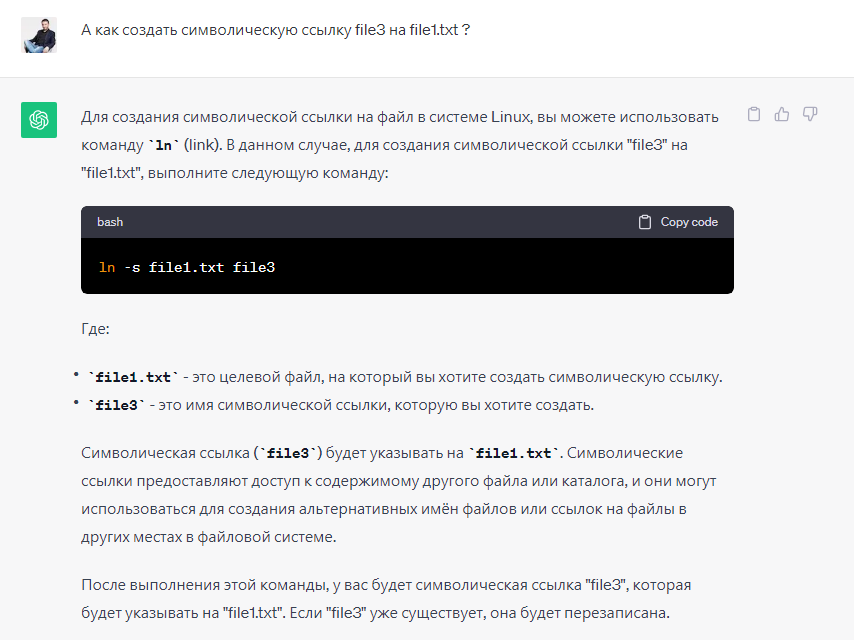 А как создать символическую ссылку file3 на file1.txt ?
Для создания символической ссылки на файл в системе Linux, вы можете использовать
команду `ln` (link). В данном случае, для создания символической ссылки "file3" на
"file1.txt", выполните следующую команду:
bash
Copy code
ln -s file1.txt file3
Где:
• `file1.txt` - это целевой файл, на который вы хотите создать символическую ссылку.
• `file3` - это имя символической ссылки, которую вы хотите создать.
Символическая ссылка (`file3`) будет указывать на `file1.txt`. Символические
ссылки предоставляют доступ к содержимому другого файла или каталога, и они могут
использоваться для создания альтернативных имён файлов или ссылок на файлы в
других местах в файловой системе.
После выполнения этой команды, у вас будет символическая ссылка "file3", которая
будет указывать на "file1.txt". Если "file3" уже существует, она будет перезаписана.